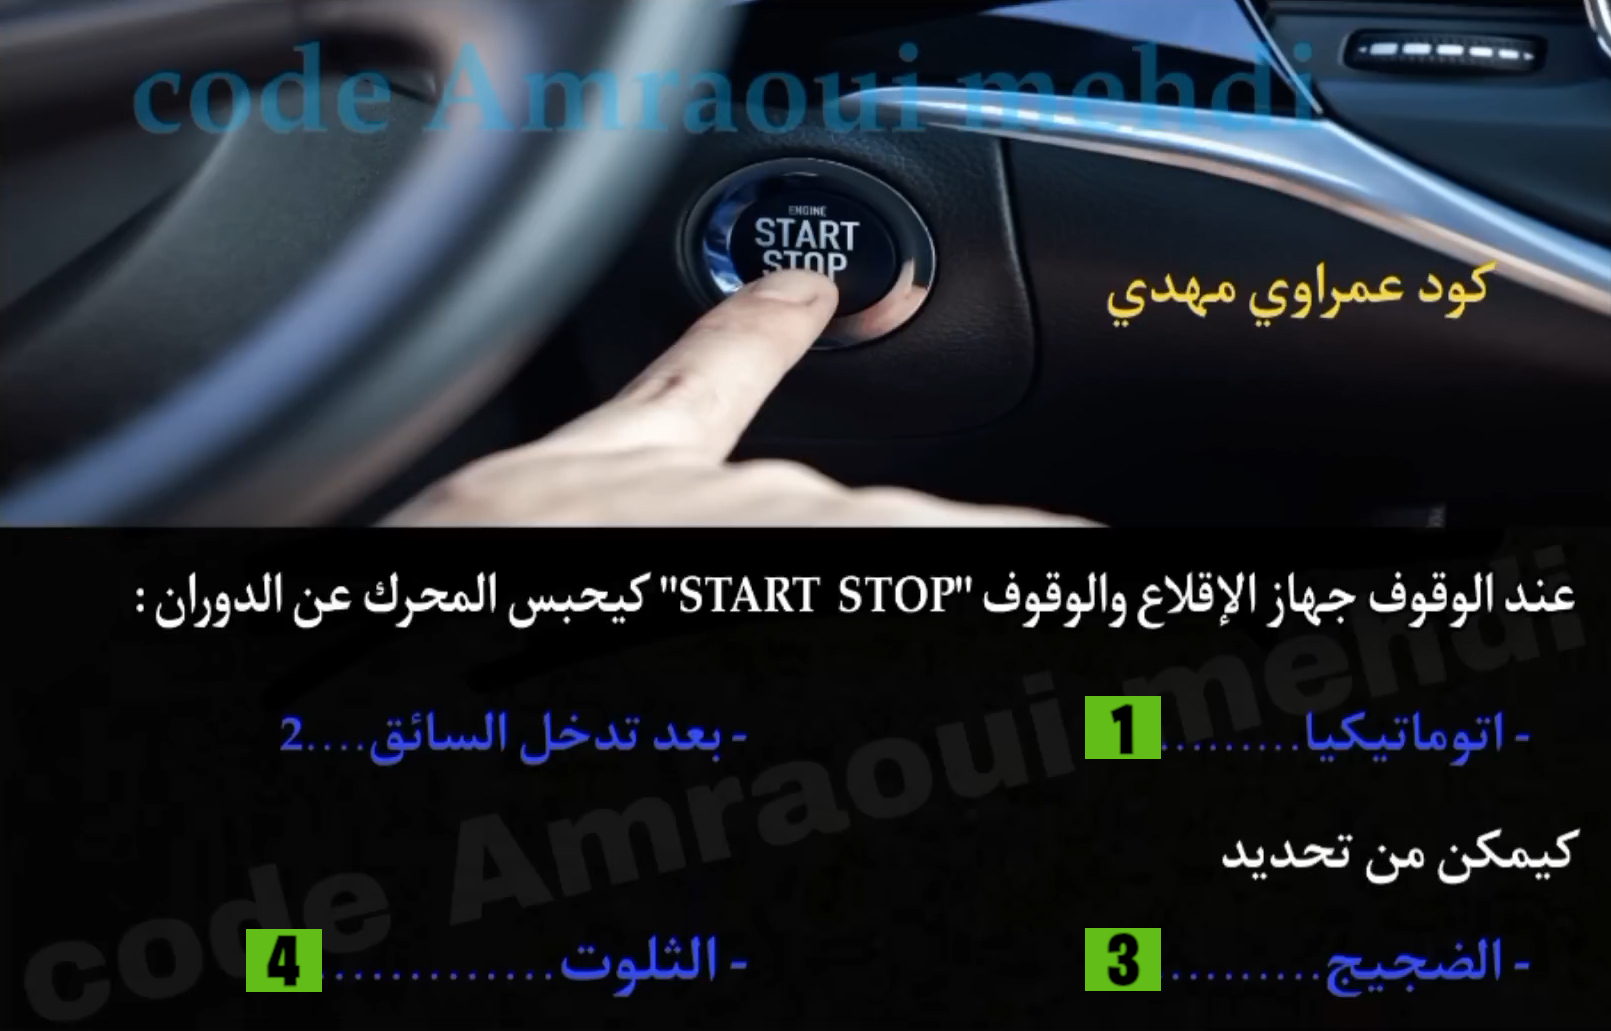 code Amraoui mehdi
ENGINE
START
STOP
كود عمراوي مهدي
عند الوقوف جهاز الإقلاع والوقوف "START STOP" كيحبس المحرك عن الدوران :
- اتوماتيكيا.........1 - بعد تدخل السائق....2
كيمكن من تحديد
- الضجيج.........3 - الثلوت.............4
code Amraoui mehdi